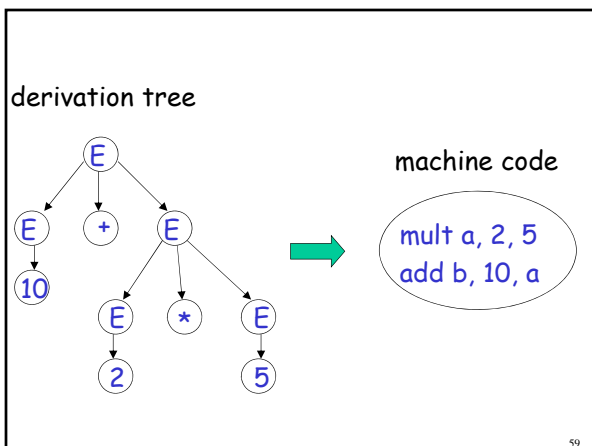 derivation tree
E
machine code
E + E
mult a, 2, 5
add b, 10, a
10
E * E
2 5
59